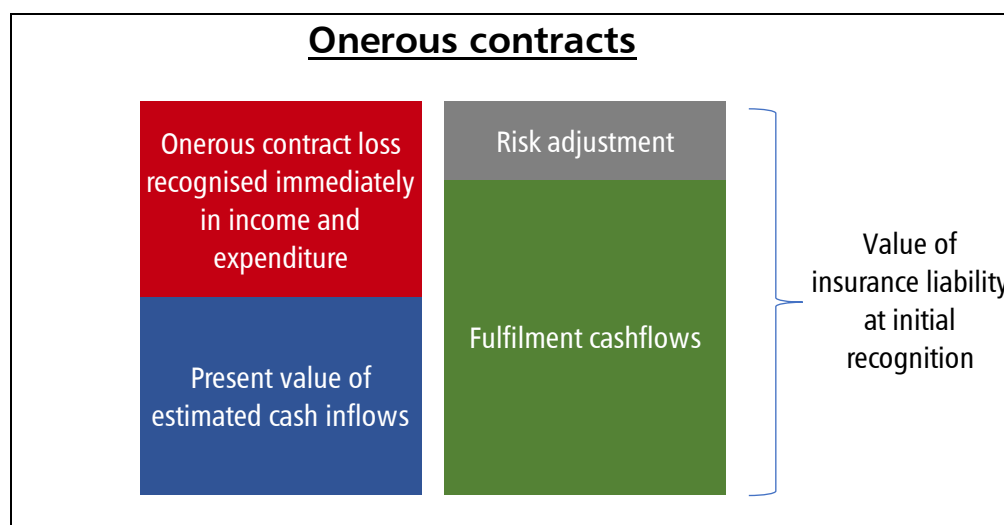 Onerous contracts
Onerous contract loss
recognised immediately
in income and
expenditure
Present value of
estimated cash inflows
Risk adjustment
Fulfilment cashflows
Value of
insurance liability
at initial
recognition